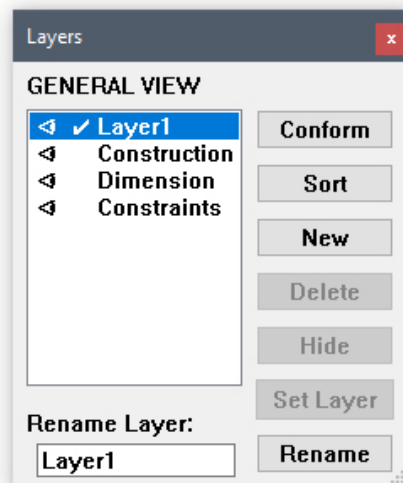 Layers
x
GENERAL VIEW
✓ Layer1
Construction
Dimension
Constraints
Conform
Sort
New
Delete
Hide
Set Layer
Rename Layer:
Layer1
Rename